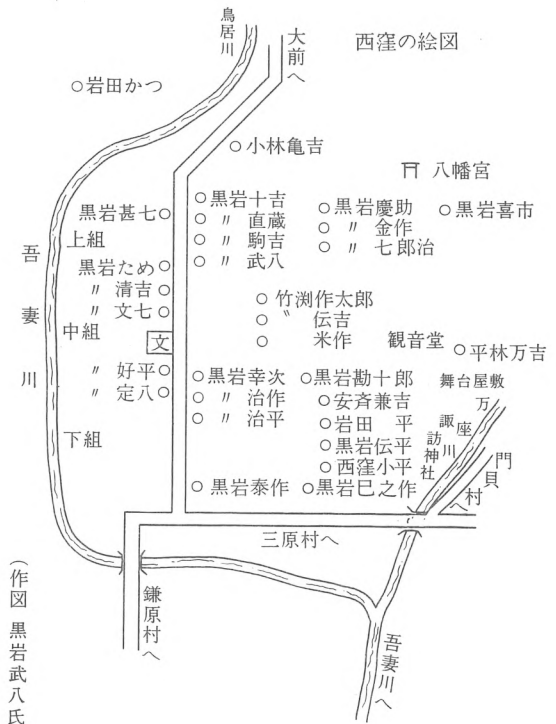 西窪の絵図
鳥居川
大前へ
○岩田かつ
○小林亀吉
八幡宮
黒岩甚七○
○黒岩十吉
○ 〃 直蔵
○ 〃 駒吉
○ 〃 武八
○黒岩慶助
○ 〃 金作
○ 〃 七郎治
○黒岩喜市
上組
吾妻川
黒岩ため○
〃 清吉○
〃 文七○
中組
文
〃 好平○
〃 定八○
下組
○竹渕作太郎
○ 〃 伝吉
○ 米作
観音堂
○平林万吉
舞台屋敷
○黒岩幸次
○ 〃 治作
○ 〃 治平
○黒岩勘十郎
○安斉兼吉
○岩田 平
○黒岩伝平
○西窪小平
○黒岩泰作
○黒岩巳之作
諏訪神社
万座川
門貝村へ
三原村へ
鎌原村へ
吾妻川へ
(作図 黒岩武八氏